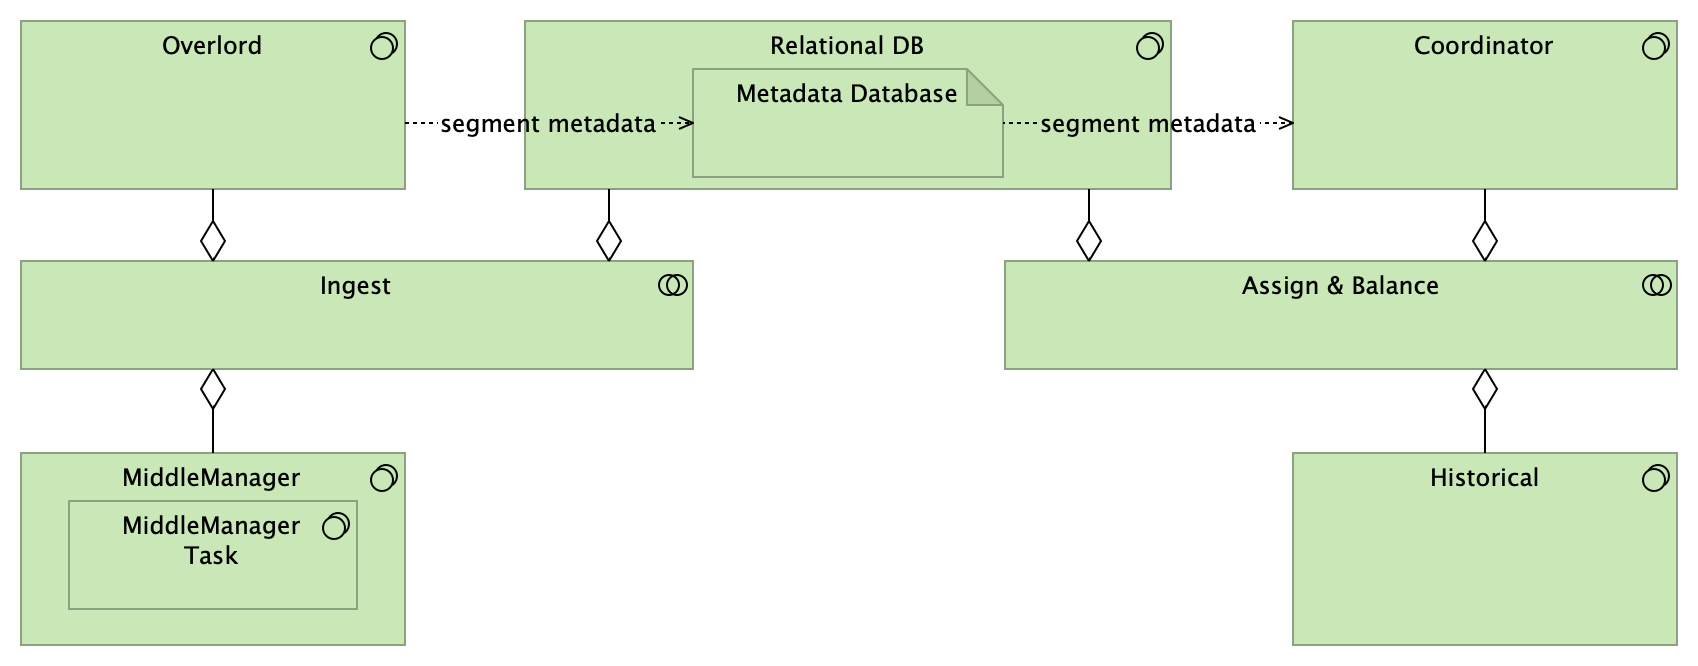 Overlord
Relational DB
Coordinator
Metadata Database
segment metadata
segment metadata
Ingest
Assign & Balance
MiddleManager
Historical
MiddleManager
Task